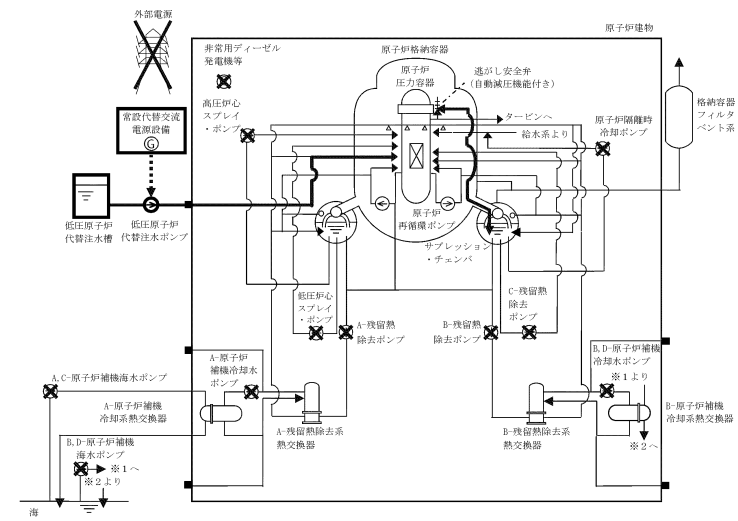 外部電源
原子炉建物
非常用ディーゼル
発電機等
原子炉格納容器
原子炉
圧力容器
逃がし安全弁
(自動減圧機能付き)
常設代替交流
電源設備
G
高圧炉心
スプレイ
・ポンプ
タービンへ
給水系より
原子炉隔離時
冷却ポンプ
格納容器
フィルタ
ベント系
低圧原子炉
代替注水槽
低圧原子炉
代替注水ポンプ
原子炉
再循環ポンプ
サプレッション
・チェンバ
低圧炉心
スプレイ
・ポンプ
A-残留熱
除去ポンプ
B-残留熱
除去ポンプ
C-残留熱
除去
ポンプ
A-原子炉
補機冷却水
ポンプ
B,D-原子炉補機
冷却水ポンプ
※1より
A,C-原子炉補機海水ポンプ
A-原子炉補機
冷却系熱交換器
B-原子炉補機
冷却系熱交換器
A-残留熱除去系
熱交換器
B-残留熱除去系
熱交換器
※2へ
B,D-原子炉補機
海水ポンプ
※1へ
※2より
海